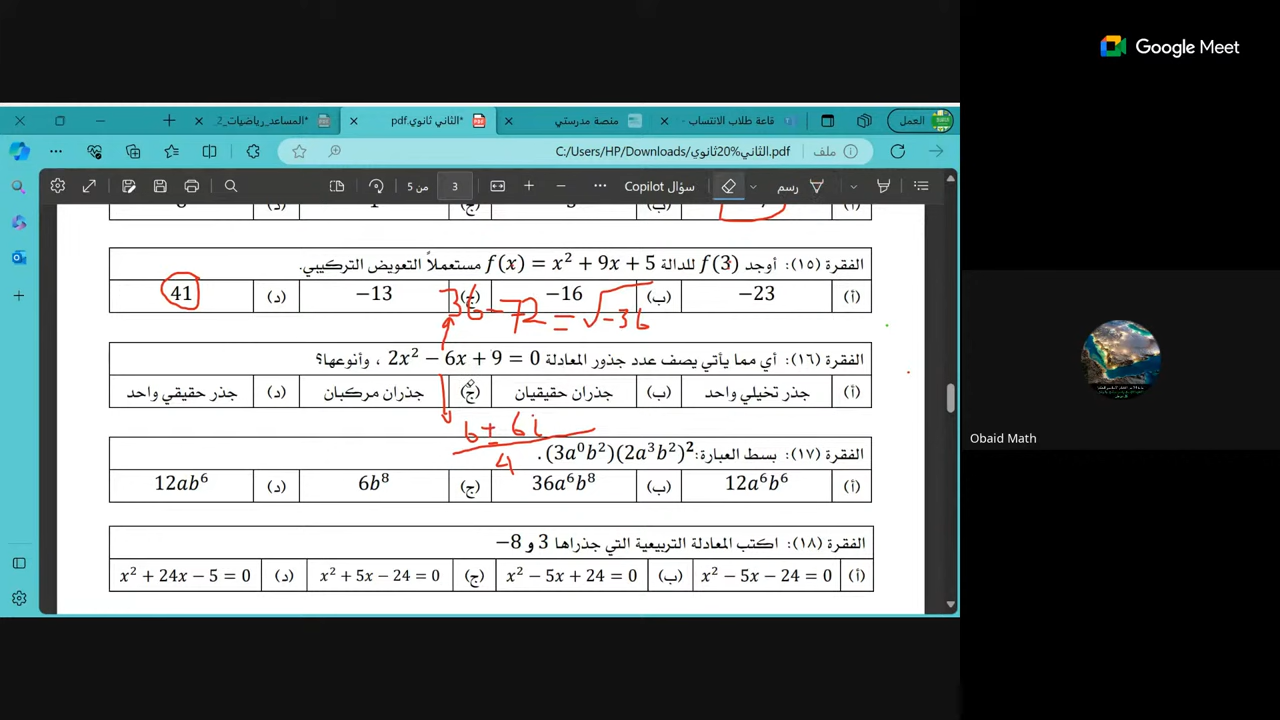 Google Meet
العمل
قاعة طلاب الانتساب -
منصة مدرستي
*الثاني ثانوي.pdf
*المساعد_رياضيات_2
ملف C:/Users/HP/Downloads/الثاني%20ثانوي.pdf
رسم
سؤال Copilot
3 من 5
(أ) (ب) (ج) (د)
الفقرة (١٥): أوجد f(3) للدالة f(x) = x² + 9x + 5 مستعملاً التعويض التركيبي.
(أ) −23 (ب) −16 (ج) −13 (د) 41
36 − 72 = √−36
الفقرة (١٦): أي مما يأتي يصف عدد جذور المعادلة 2x² − 6x + 9 = 0 ، وأنوعها؟
(أ) جذر تخيلي واحد (ب) جذران حقيقيان (ج) جذران مركبان (د) جذر حقيقي واحد
6 ± 6i
4
الفقرة (١٧): بسط العبارة: (3a⁰b²)(2a³b²)² .
(أ) 12a⁶b⁶ (ب) 36a⁶b⁸ (ج) 6b⁸ (د) 12ab⁶
الفقرة (١٨): اكتب المعادلة التربيعية التي جذراها 3 و 8−
(أ) x² − 5x − 24 = 0 (ب) x² − 5x + 24 = 0 (ج) x² + 5x − 24 = 0 (د) x² + 24x − 5 = 0
Obaid Math